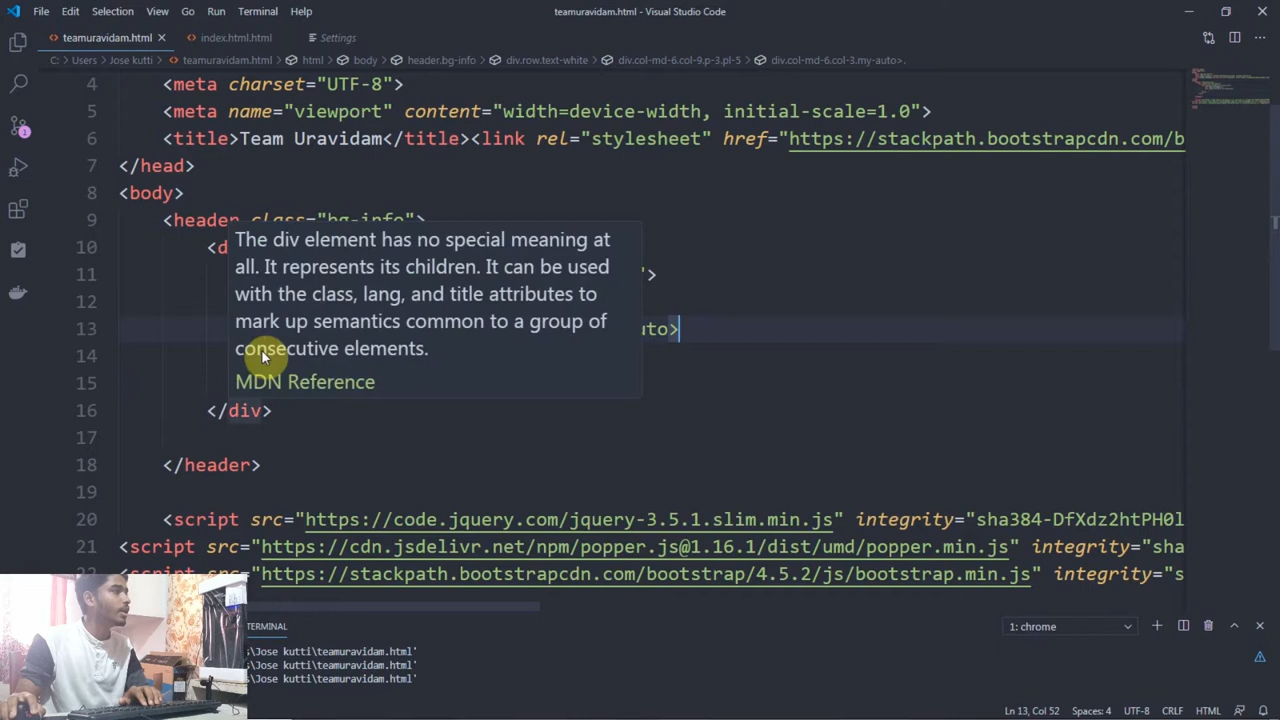 File Edit Selection View Go Run Terminal Help teamuravidam.html - Visual Studio Code
teamuravidam.html index.html.html Settings
C: > Users > Jose kutti > teamuravidam.html > html > body > header.bg-info > div.row.text-white > div.col-md-6.col-9.p-3.pl-5 > div.col-md-6.col-3.my-auto>.
4 <meta charset="UTF-8">
5 <meta name="viewport" content="width=device-width, initial-scale=1.0">
6 <title>Team Uravidam</title><link rel="stylesheet" href="https://stackpath.bootstrapcdn.com/b
7 </head>
8 <body>
9 <header class="bg-info">
10 <d
11 ">
12
13 uto>
14
15
16 </div>
17
18 </header>
19
20 <script src="https://code.jquery.com/jquery-3.5.1.slim.min.js" integrity="sha384-DfXdz2htPH0l
21 <script src="https://cdn.jsdelivr.net/npm/popper.js@1.16.1/dist/umd/popper.min.js" integrity="sha
22 <script src="https://stackpath.bootstrapcdn.com/bootstrap/4.5.2/js/bootstrap.min.js" integrity="s
The div element has no special meaning at
all. It represents its children. It can be used
with the class, lang, and title attributes to
mark up semantics common to a group of
consecutive elements.
MDN Reference
1
TERMINAL 1: chrome
s\Jose kutti\teamuravidam.html'
s\Jose kutti\teamuravidam.html'
s\Jose kutti\teamuravidam.html'
Ln 13, Col 52 Spaces: 4 UTF-8 CRLF HTML